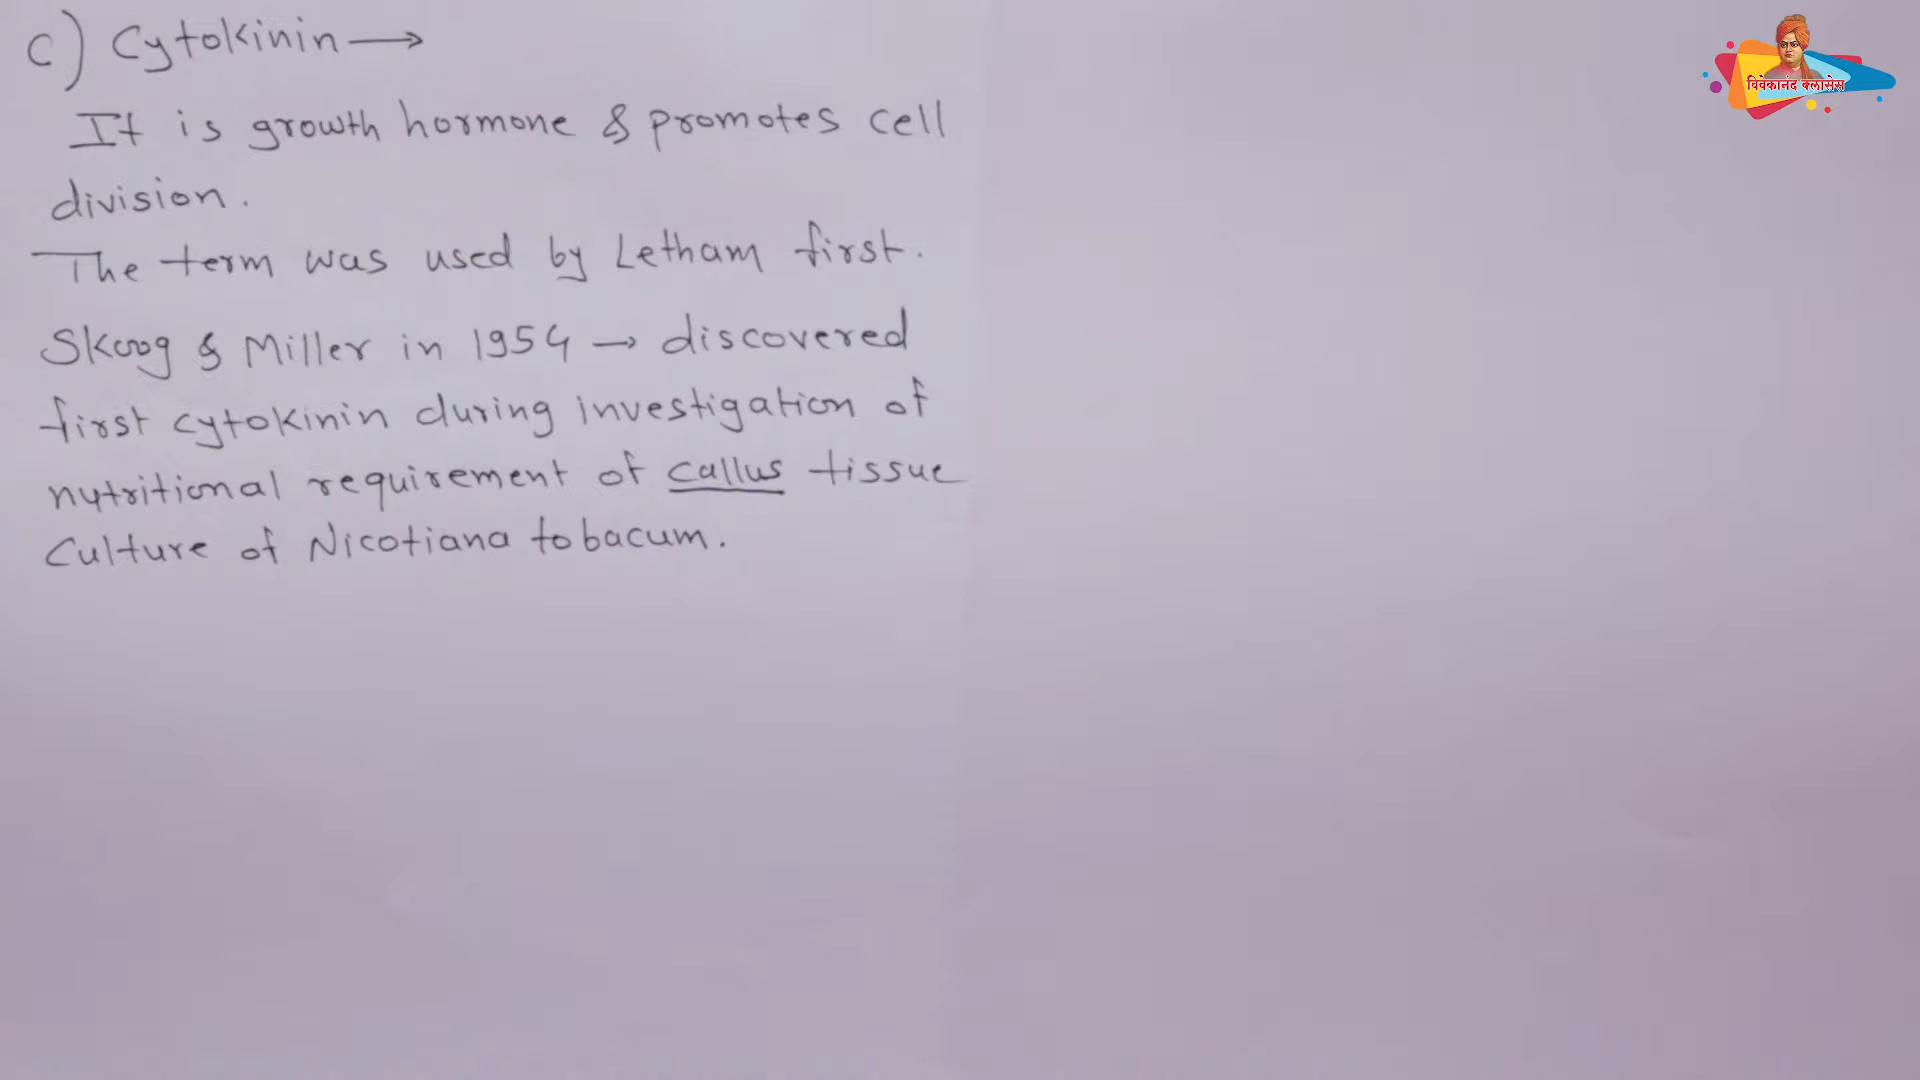 C) Cytokinin →
It is growth hormone & promotes cell
division.
The term was used by Letham first.
Skoog & Miller in 1954 → discovered
first cytokinin during investigation of
nutritional requirement of callus tissue
Culture of Nicotiana tobacum.
विवेकानंद क्लासेस